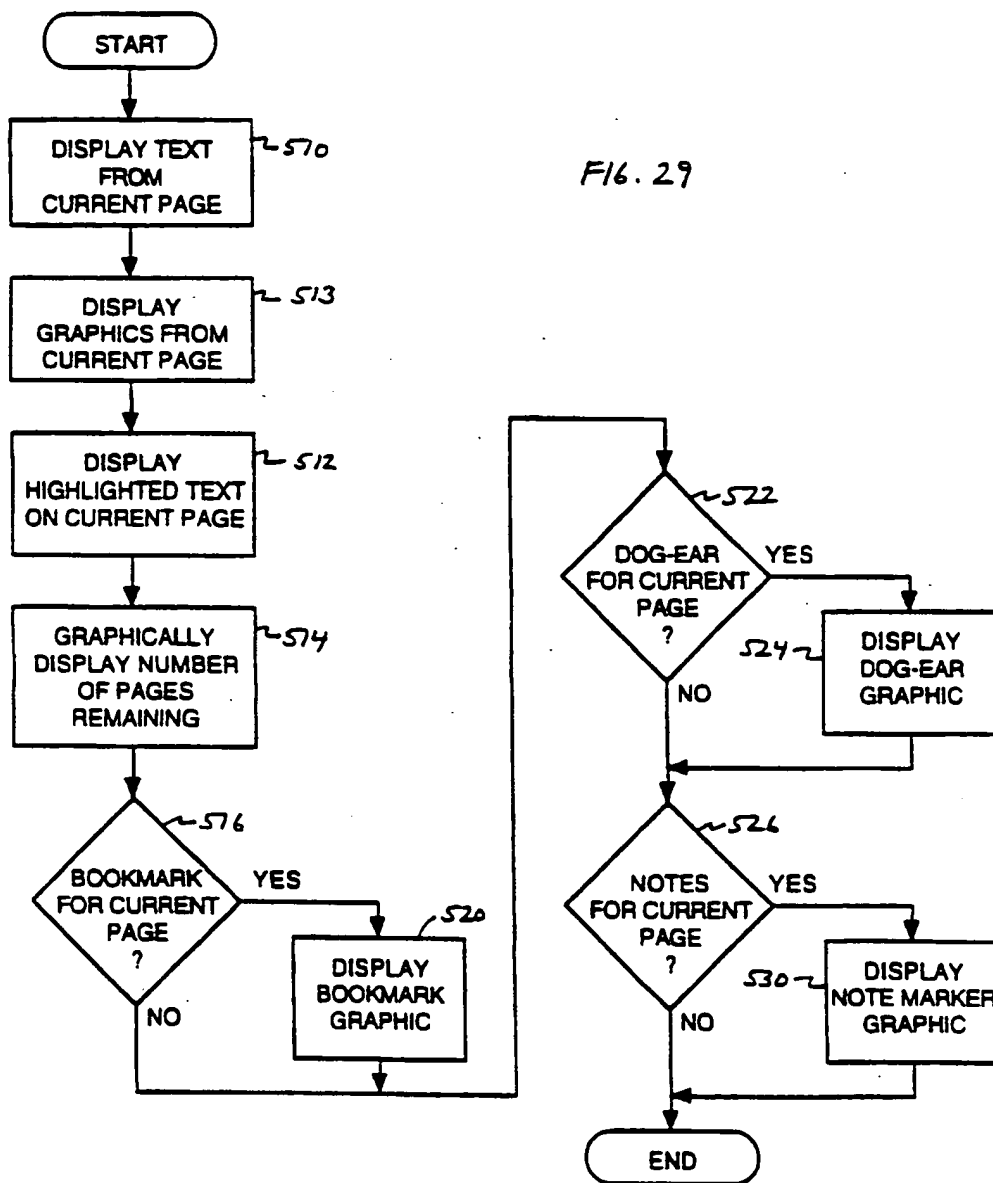 START
DISPLAY TEXT
FROM
CURRENT PAGE
510
FIG. 29
DISPLAY
GRAPHICS FROM
CURRENT PAGE
513
DISPLAY
HIGHLIGHTED TEXT
ON CURRENT PAGE
512
GRAPHICALLY
DISPLAY NUMBER
OF PAGES
REMAINING
514
BOOKMARK
FOR CURRENT
PAGE
?
516
YES
NO
520
DISPLAY
BOOKMARK
GRAPHIC
522
DOG-EAR
FOR CURRENT
PAGE
?
YES
NO
524
DISPLAY
DOG-EAR
GRAPHIC
526
NOTES
FOR CURRENT
PAGE
?
YES
NO
530
DISPLAY
NOTE MARKER
GRAPHIC
END